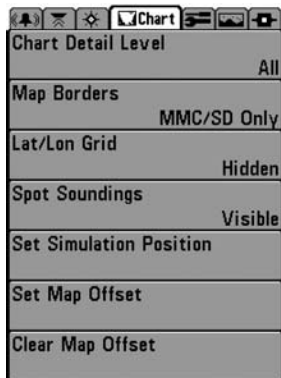 Chart
Chart Detail Level
All
Map Borders
MMC/SD Only
Lat/Lon Grid
Hidden
Spot Soundings
Visible
Set Simulation Position
Set Map Offset
Clear Map Offset